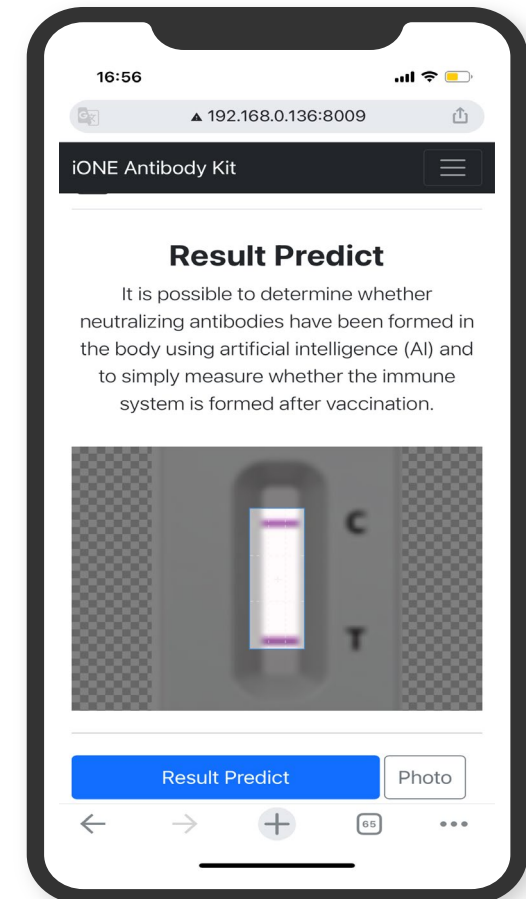 16:56
192.168.0.136:8009
iONE Antibody Kit
Result Predict
It is possible to determine whether
neutralizing antibodies have been formed in
the body using artificial intelligence (AI) and
to simply measure whether the immune
system is formed after vaccination.
C
T
Result Predict
Photo
65